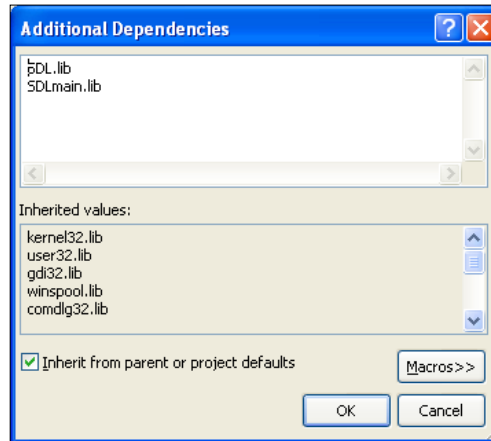 Additional Dependencies
SDL.lib
SDLmain.lib
Inherited values:
kernel32.lib
user32.lib
gdi32.lib
winspool.lib
comdlg32.lib
Inherit from parent or project defaults
Macros>>
OK
Cancel